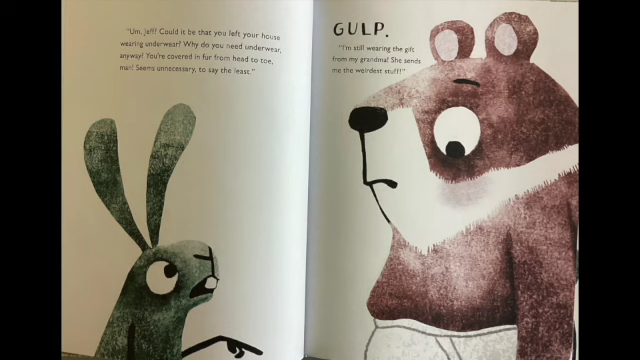 "Um, Jeff? Could it be that you left your house
wearing underwear? Why do you need underwear,
anyway? You're covered in fur from head to toe,
man! Seems unnecessary, to say the least."
GULP.
"I'm still wearing the gift
from my grandma! She sends
me the weirdest stuff!"